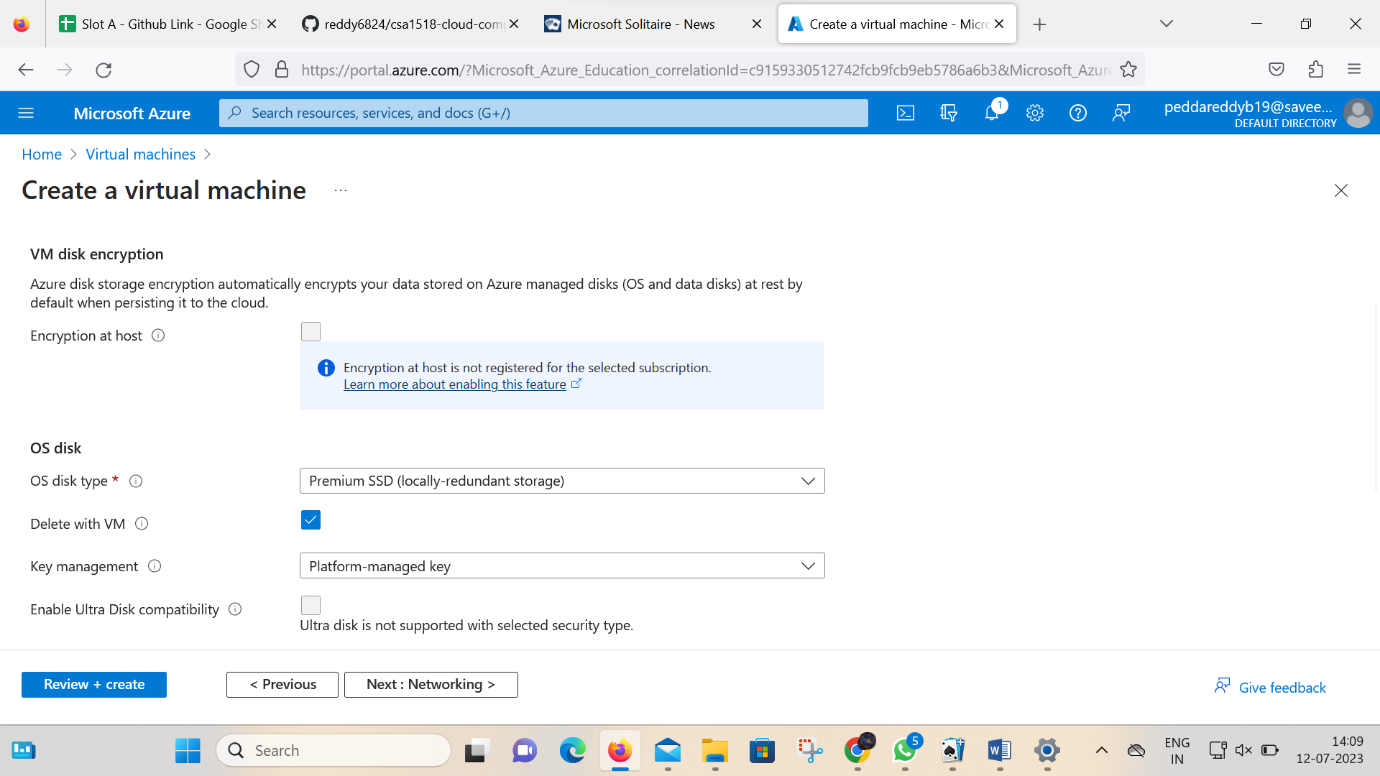 Slot A - Github Link - Google Sh
reddy6824/csa1518-cloud-com
Microsoft Solitaire - News
Create a virtual machine - Micro
https://portal.azure.com/?Microsoft_Azure_Education_correlationId=c9159330512742fcb9fcb9eb5786a6b3&Microsoft_Azure
Microsoft Azure
Search resources, services, and docs (G+/)
1
peddareddyb19@savee...
DEFAULT DIRECTORY
Home > Virtual machines >
Create a virtual machine ...
VM disk encryption
Azure disk storage encryption automatically encrypts your data stored on Azure managed disks (OS and data disks) at rest by
default when persisting it to the cloud.
Encryption at host
Encryption at host is not registered for the selected subscription.
Learn more about enabling this feature
OS disk
OS disk type *
Premium SSD (locally-redundant storage)
Delete with VM
Key management
Platform-managed key
Enable Ultra Disk compatibility
Ultra disk is not supported with selected security type.
Review + create
< Previous
Next : Networking >
Give feedback
Search
5
ENG
IN
14:09
12-07-2023